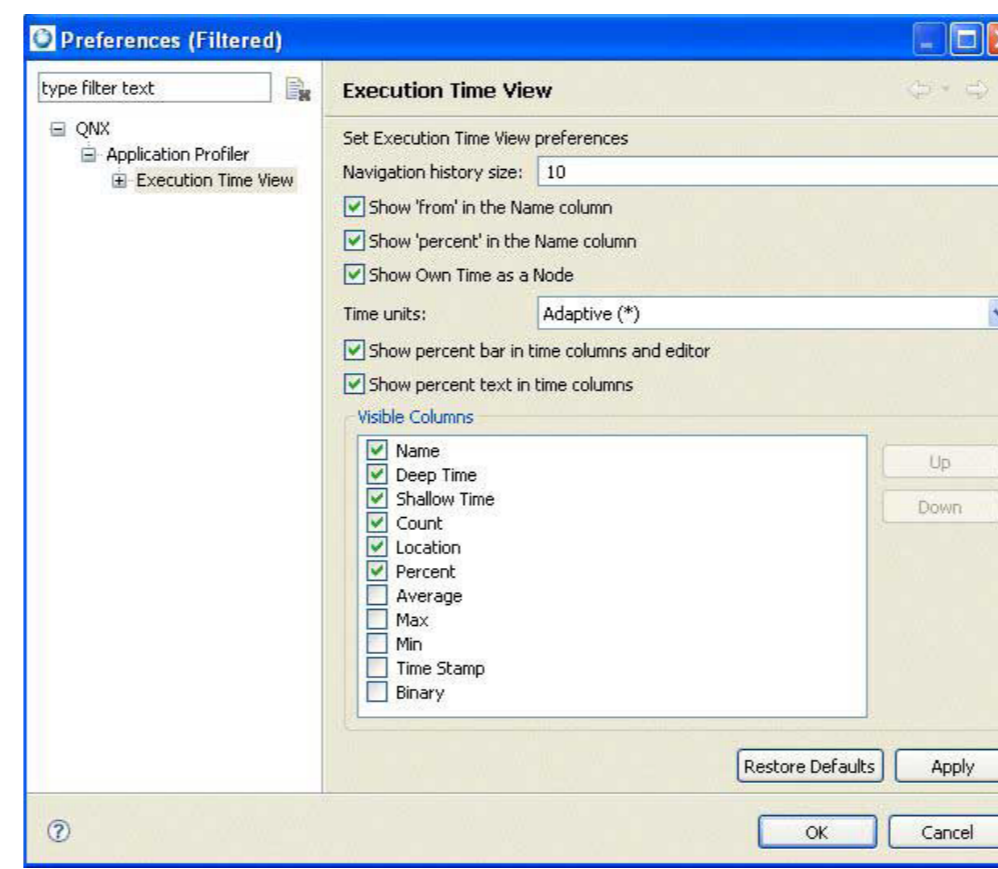 Preferences (Filtered)
type filter text
QNX
Application Profiler
Execution Time View
Execution Time View
Set Execution Time View preferences
Navigation history size: 10
Show 'from' in the Name column
Show 'percent' in the Name column
Show Own Time as a Node
Time units: Adaptive (*)
Show percent bar in time columns and editor
Show percent text in time columns
Visible Columns
Name
Deep Time
Shallow Time
Count
Location
Percent
Average
Max
Min
Time Stamp
Binary
Up
Down
Restore Defaults
Apply
?
OK
Cancel